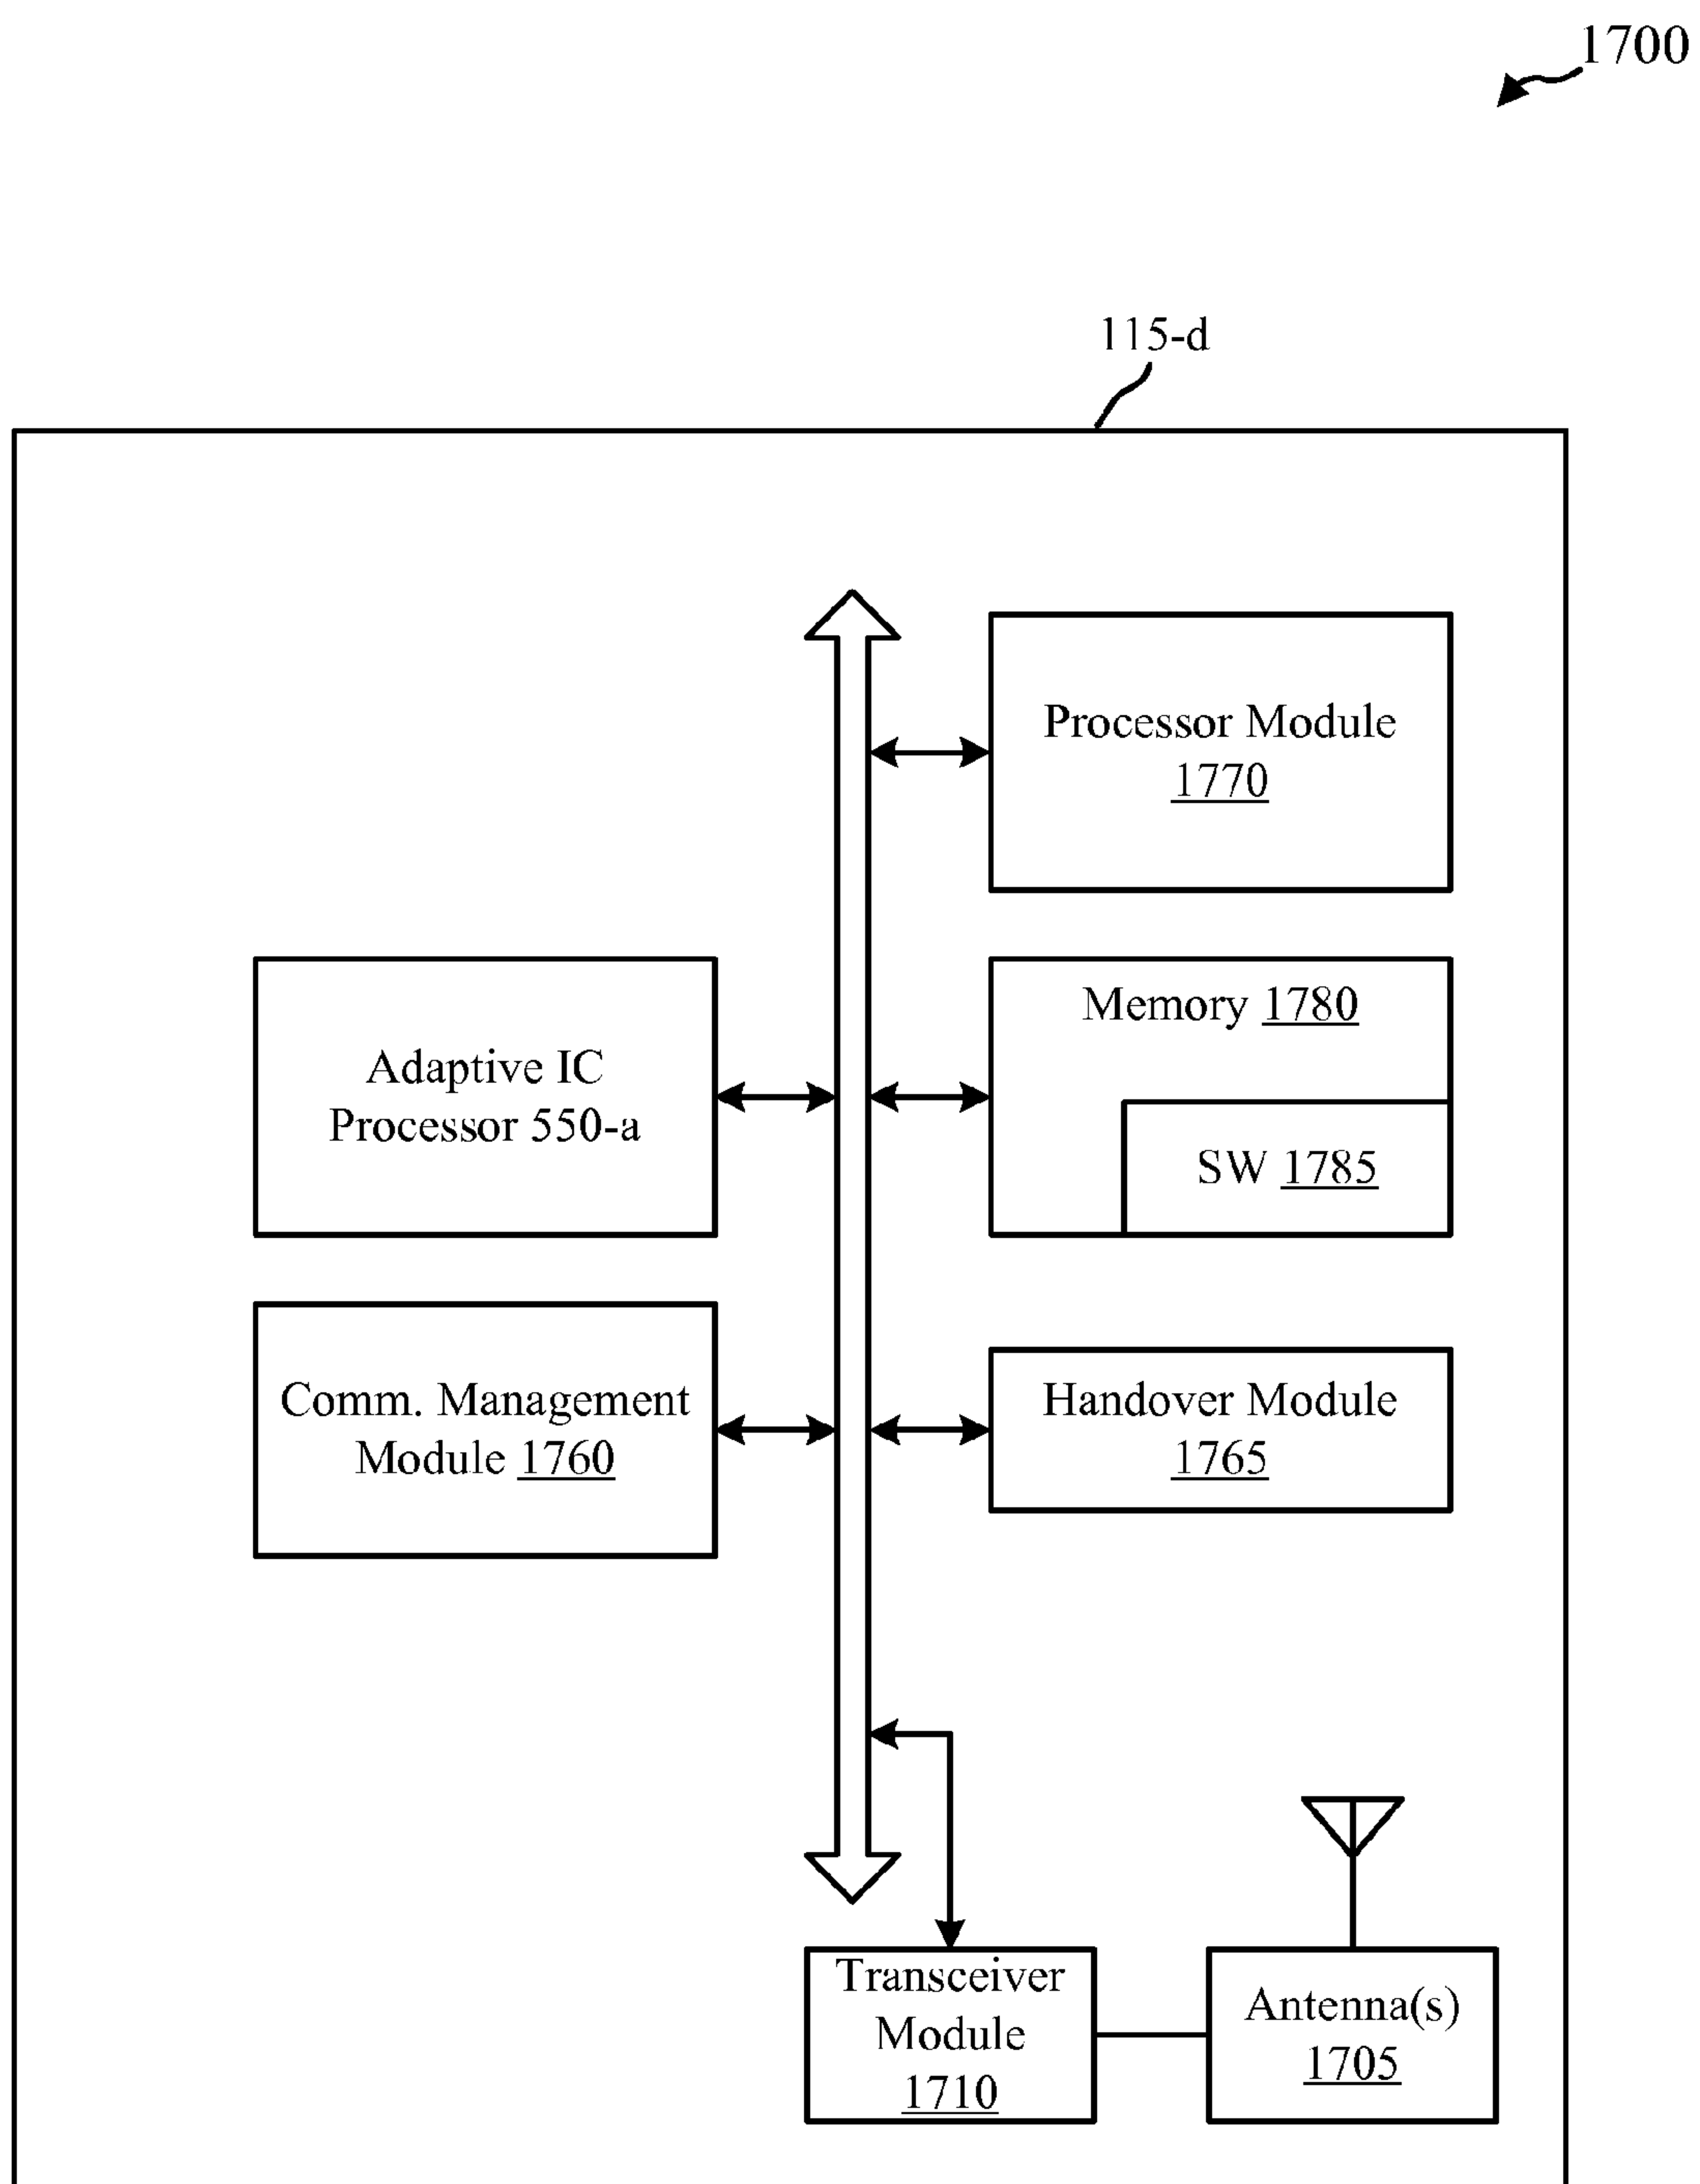 1700
115-d
Processor Module
1770
Adaptive IC
Processor 550-a
Memory 1780
SW 1785
Comm. Management
Module 1760
Handover Module
1765
Transceiver
Module
1710
Antenna(s)
1705